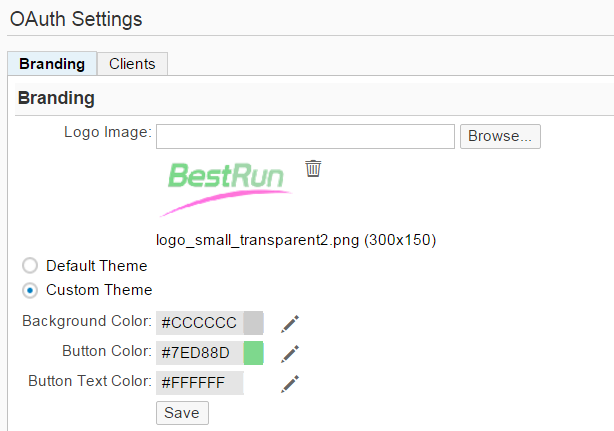 OAuth Settings
Branding Clients
Branding
Logo Image: Browse...
BestRun
logo_small_transparent2.png (300x150)
Default Theme
Custom Theme
Background Color: #CCCCCC
Button Color: #7ED88D
Button Text Color: #FFFFFF
Save